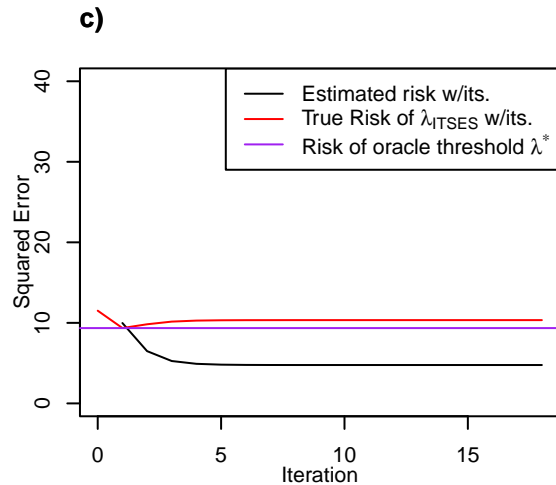 c)
Estimated risk w/its.
True Risk of λITSES w/its.
Risk of oracle threshold λ*
Squared Error
40
30
20
10
0
0 5 10 15
Iteration